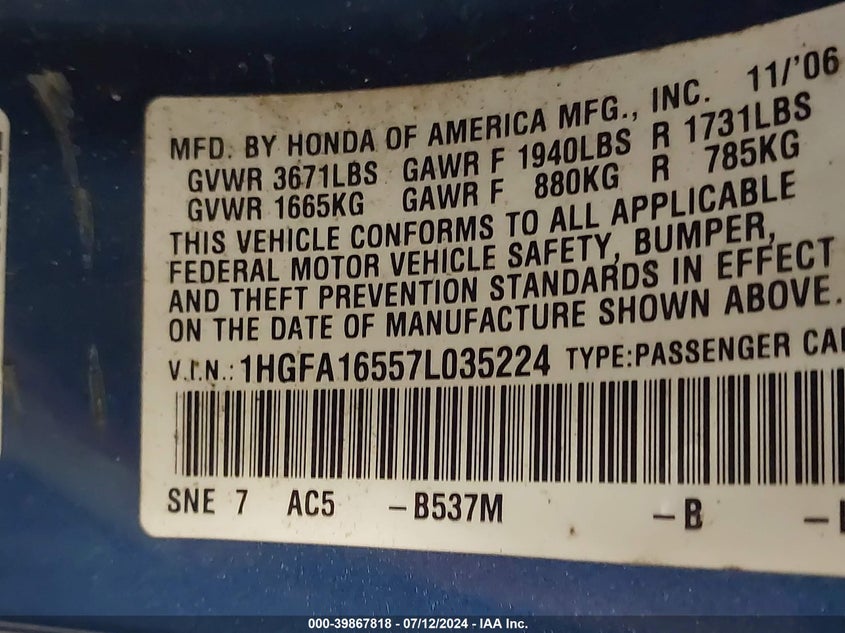 MFD. BY HONDA OF AMERICA MFG., INC. 11/'06
GVWR 3671LBS GAWR F 1940LBS R 1731LBS
GVWR 1665KG GAWR F 880KG R 785KG
THIS VEHICLE CONFORMS TO ALL APPLICABLE
FEDERAL MOTOR VEHICLE SAFETY, BUMPER,
AND THEFT PREVENTION STANDARDS IN EFFECT
ON THE DATE OF MANUFACTURE SHOWN ABOVE.
V.I.N.: 1HGFA16557L035224 TYPE:PASSENGER
SNE 7 AC5 -B537M -B -
000-39867818 - 07/12/2024 - IAA Inc.